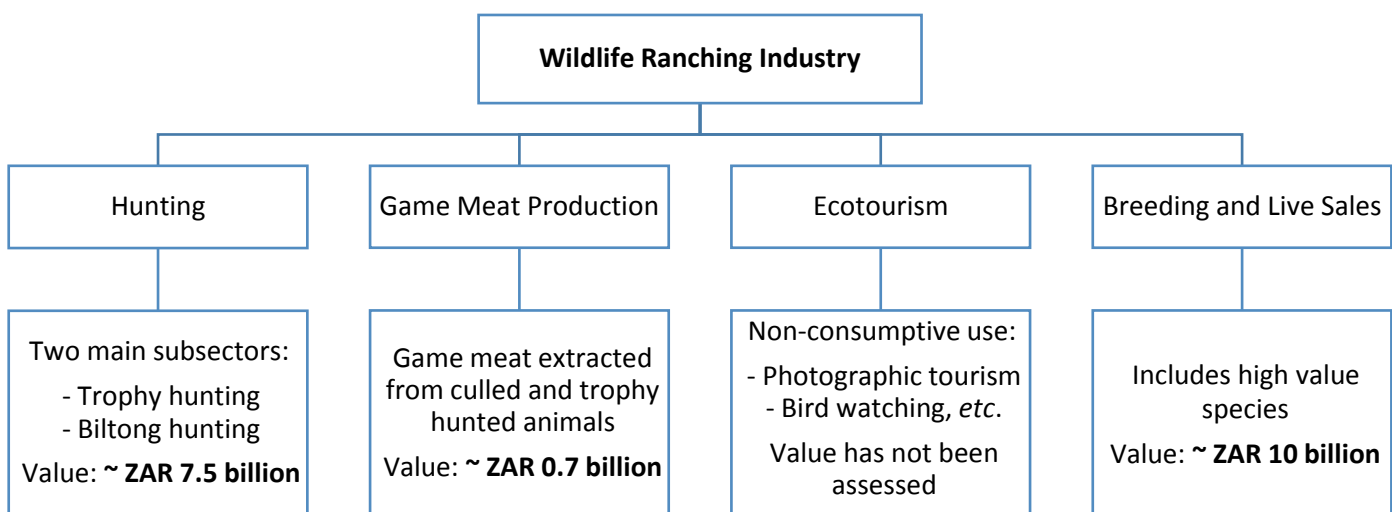 Wildlife Ranching Industry
Hunting
Game Meat Production
Ecotourism
Breeding and Live Sales
Two main subsectors:
- Trophy hunting
- Biltong hunting
Value: ~ ZAR 7.5 billion
Game meat extracted
from culled and trophy
hunted animals
Value: ~ ZAR 0.7 billion
Non-consumptive use:
- Photographic tourism
- Bird watching, etc.
Value has not been
assessed
Includes high value
species
Value: ~ ZAR 10 billion